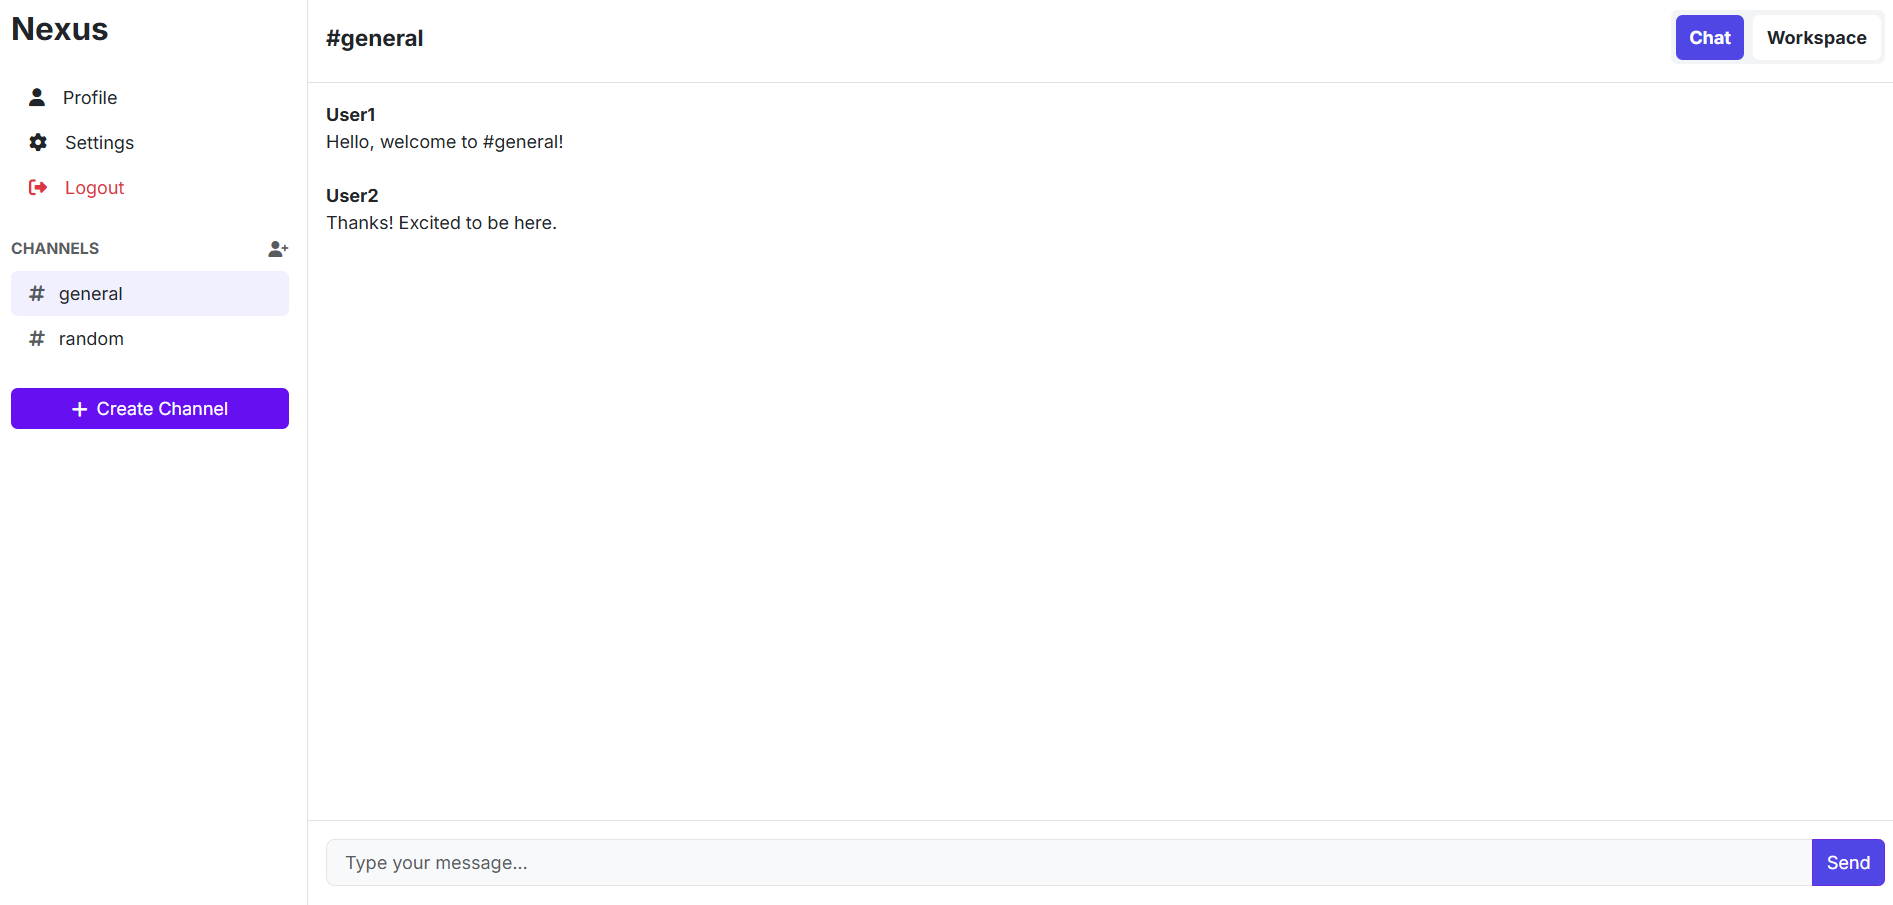 Nexus
Profile
Settings
Logout
CHANNELS
# general
# random
+ Create Channel
#general
Chat
Workspace
User1
Hello, welcome to #general!
User2
Thanks! Excited to be here.
Type your message...
Send